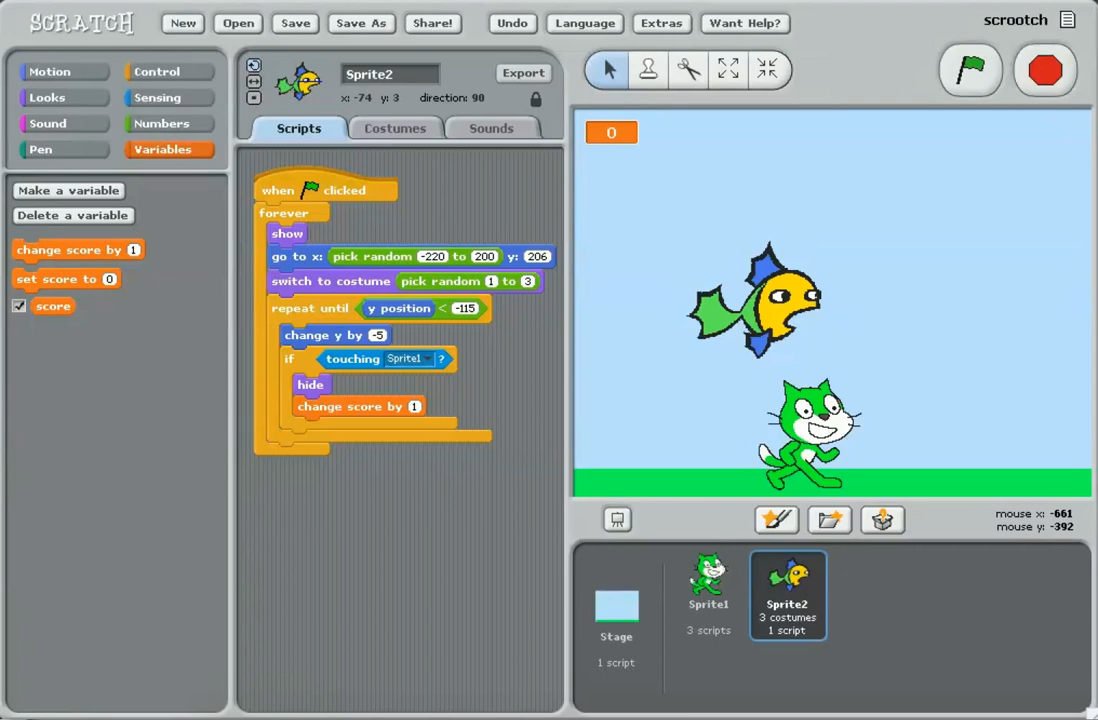 SCRATCH
New Open Save Save As Share! Undo Language Extras Want Help? scrootch
Motion Control
Looks Sensing
Sound Numbers
Pen Variables
Make a variable
Delete a variable
change score by 1
set score to 0
score
Sprite2 Export
x: -74 y: 3 direction: 90
Scripts Costumes Sounds
when clicked
forever
show
go to x: pick random -220 to 200 y: 206
switch to costume pick random 1 to 3
repeat until y position < -115
change y by -5
if touching Sprite1 ?
hide
change score by 1
0
mouse x: -661
mouse y: -392
Stage
1 script
Sprite1
3 scripts
Sprite2
3 costumes
1 script